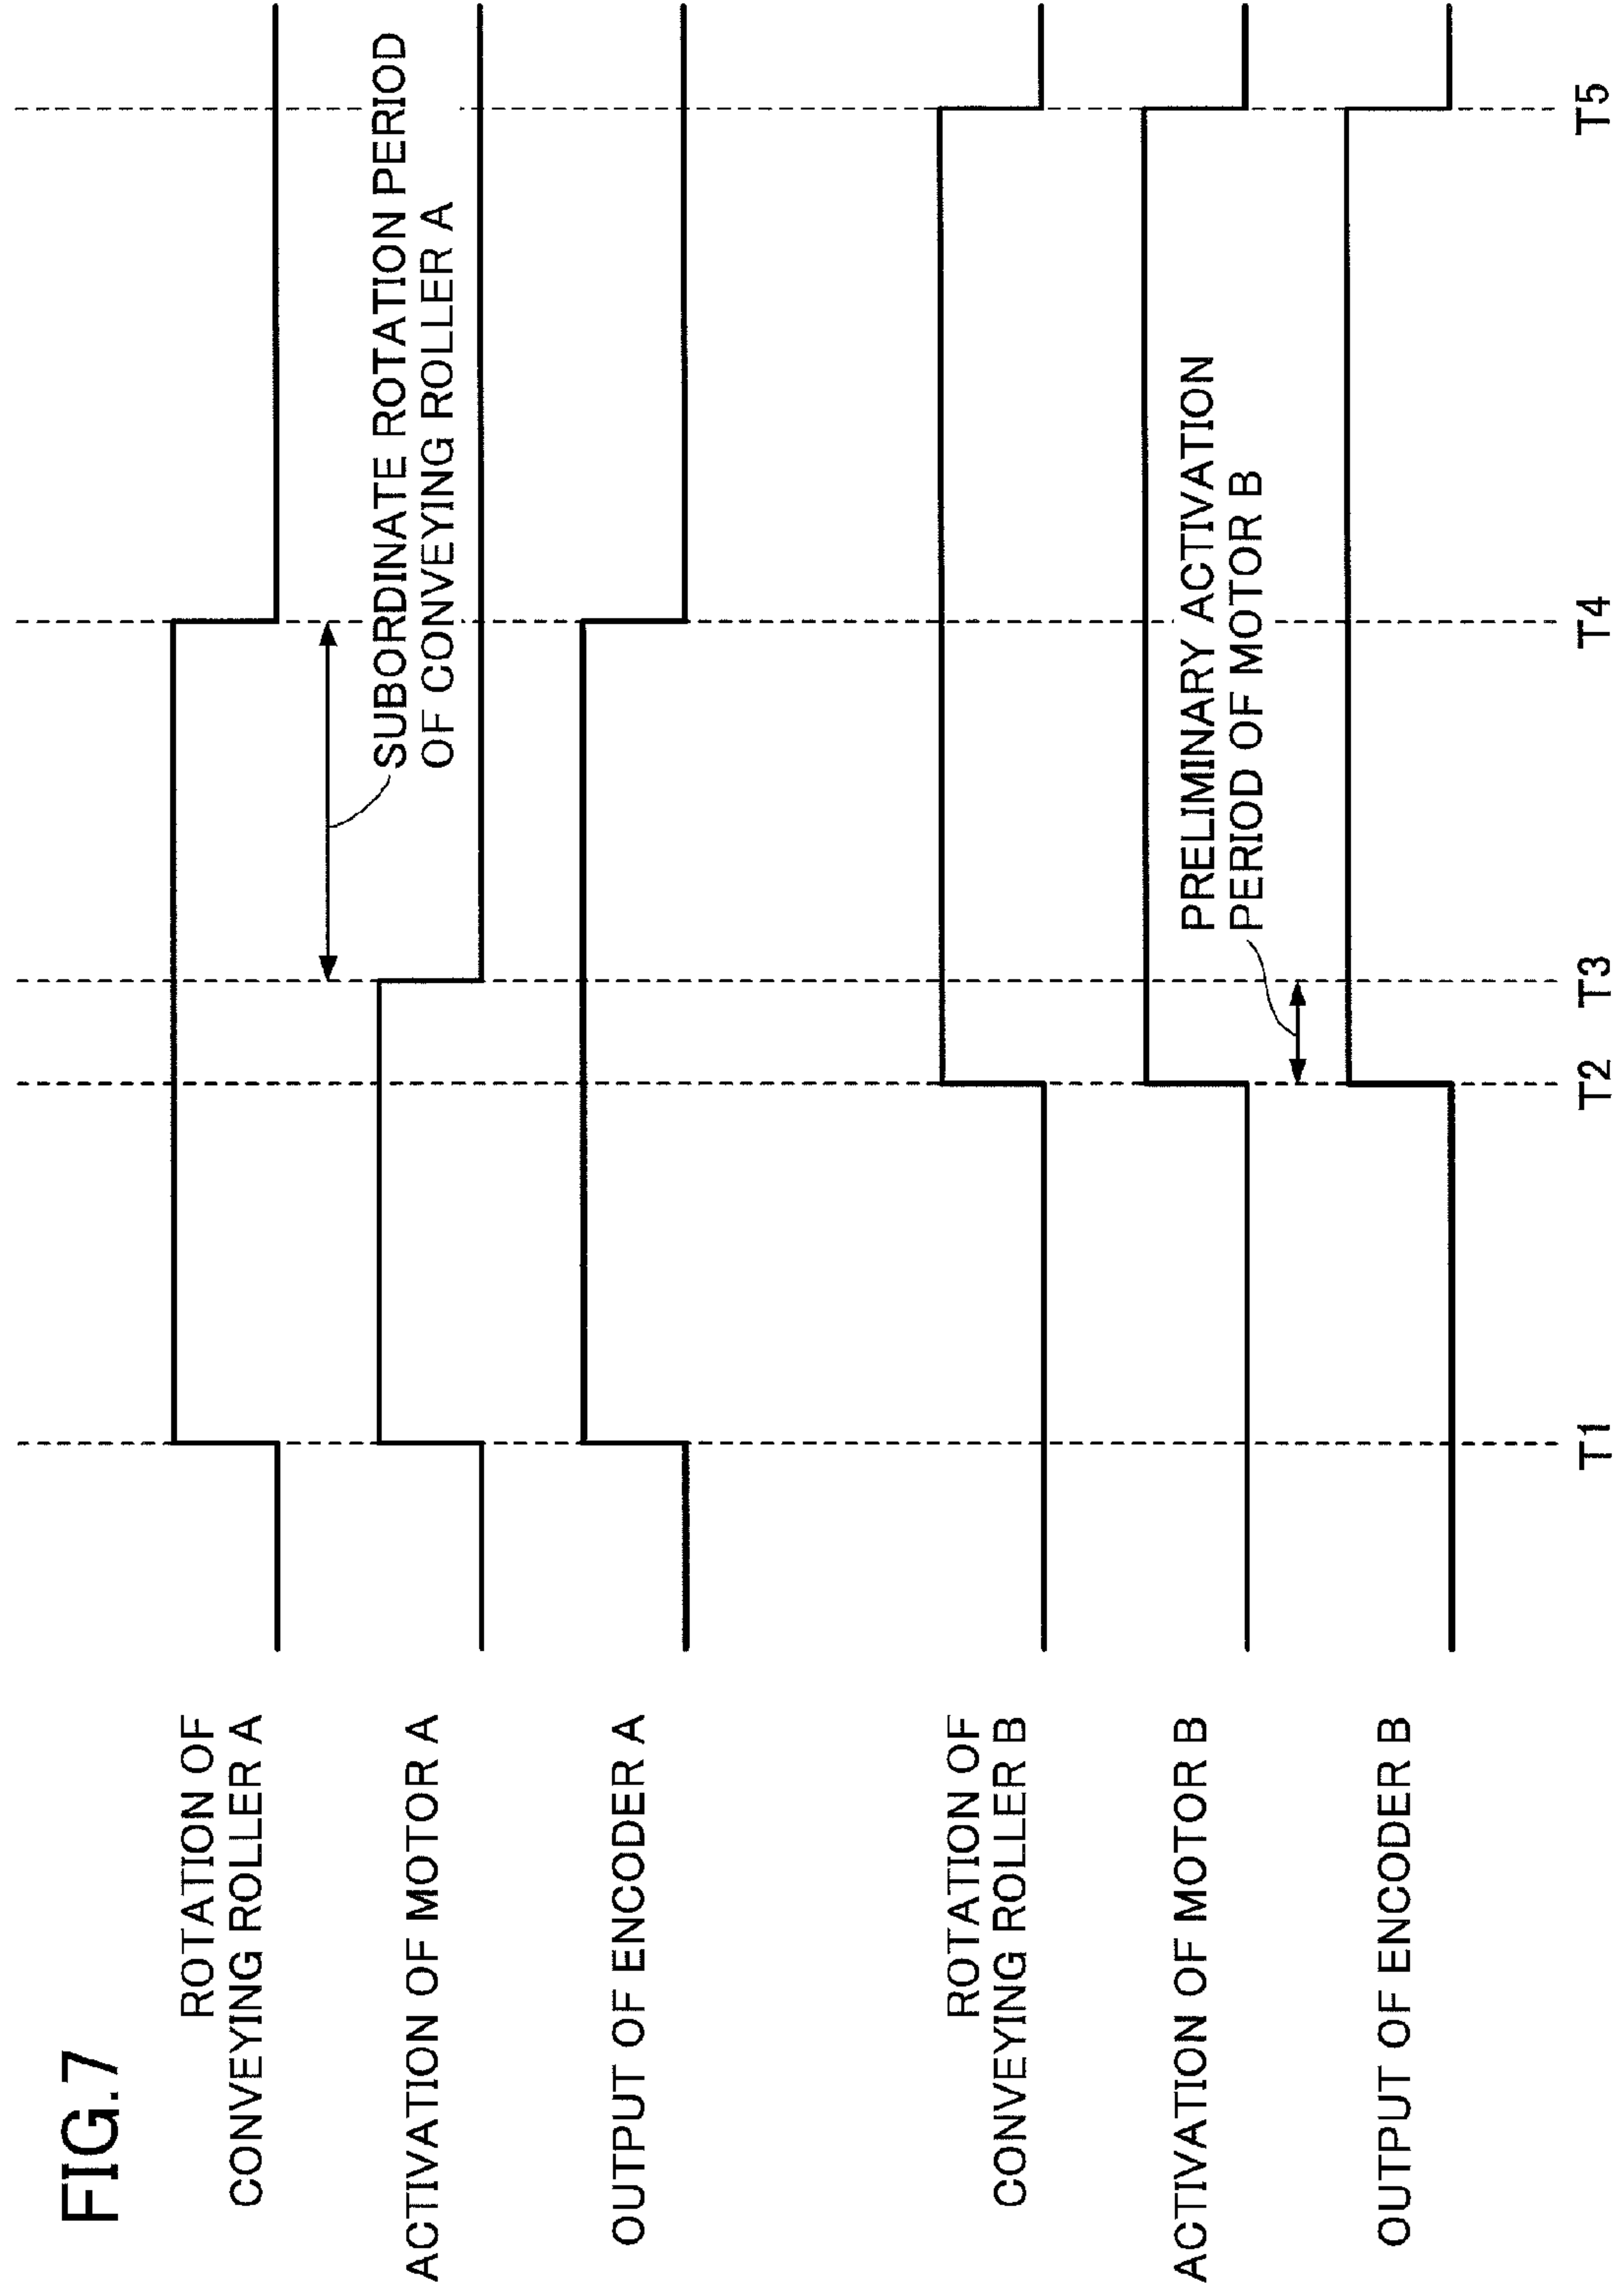 FIG.7
ROTATION OF
CONVEYING ROLLER A
SUBORDINATE ROTATION PERIOD
OF CONVEYING ROLLER A
ACTIVATION OF MOTOR A
OUTPUT OF ENCODER A
ROTATION OF
CONVEYING ROLLER B
ACTIVATION OF MOTOR B
PRELIMINARY ACTIVATION
PERIOD OF MOTOR B
OUTPUT OF ENCODER B
T1 T2 T3 T4 T5